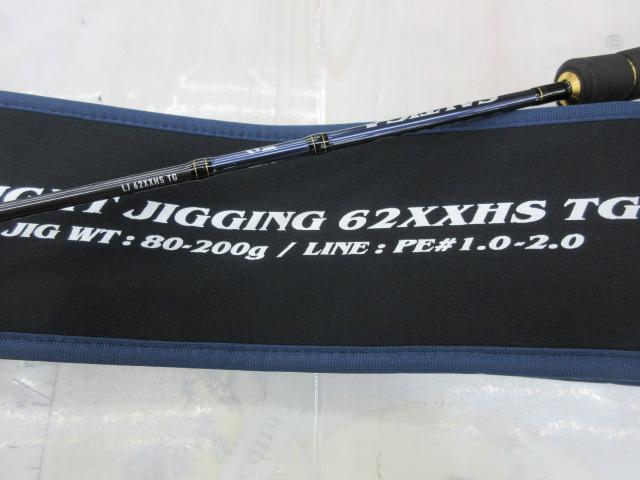 LJ 62XXHS TG
JIGGING 62XXHS TG
JIG WT : 80-200g / LINE : PE#1.0-2.0